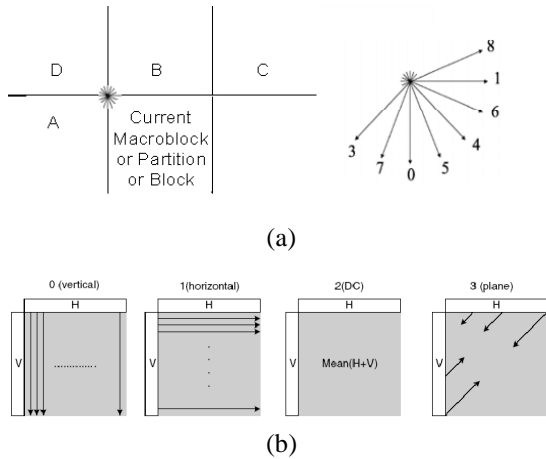 D
B
C
A
Current
Macroblock
or Partition
or Block
8
1
6
4
5
0
7
3
(a)
0 (vertical)
1(horizontal)
2(DC)
3 (plane)
H
H
H
H
V
V
V
V
..............
Mean(H+V)
(b)